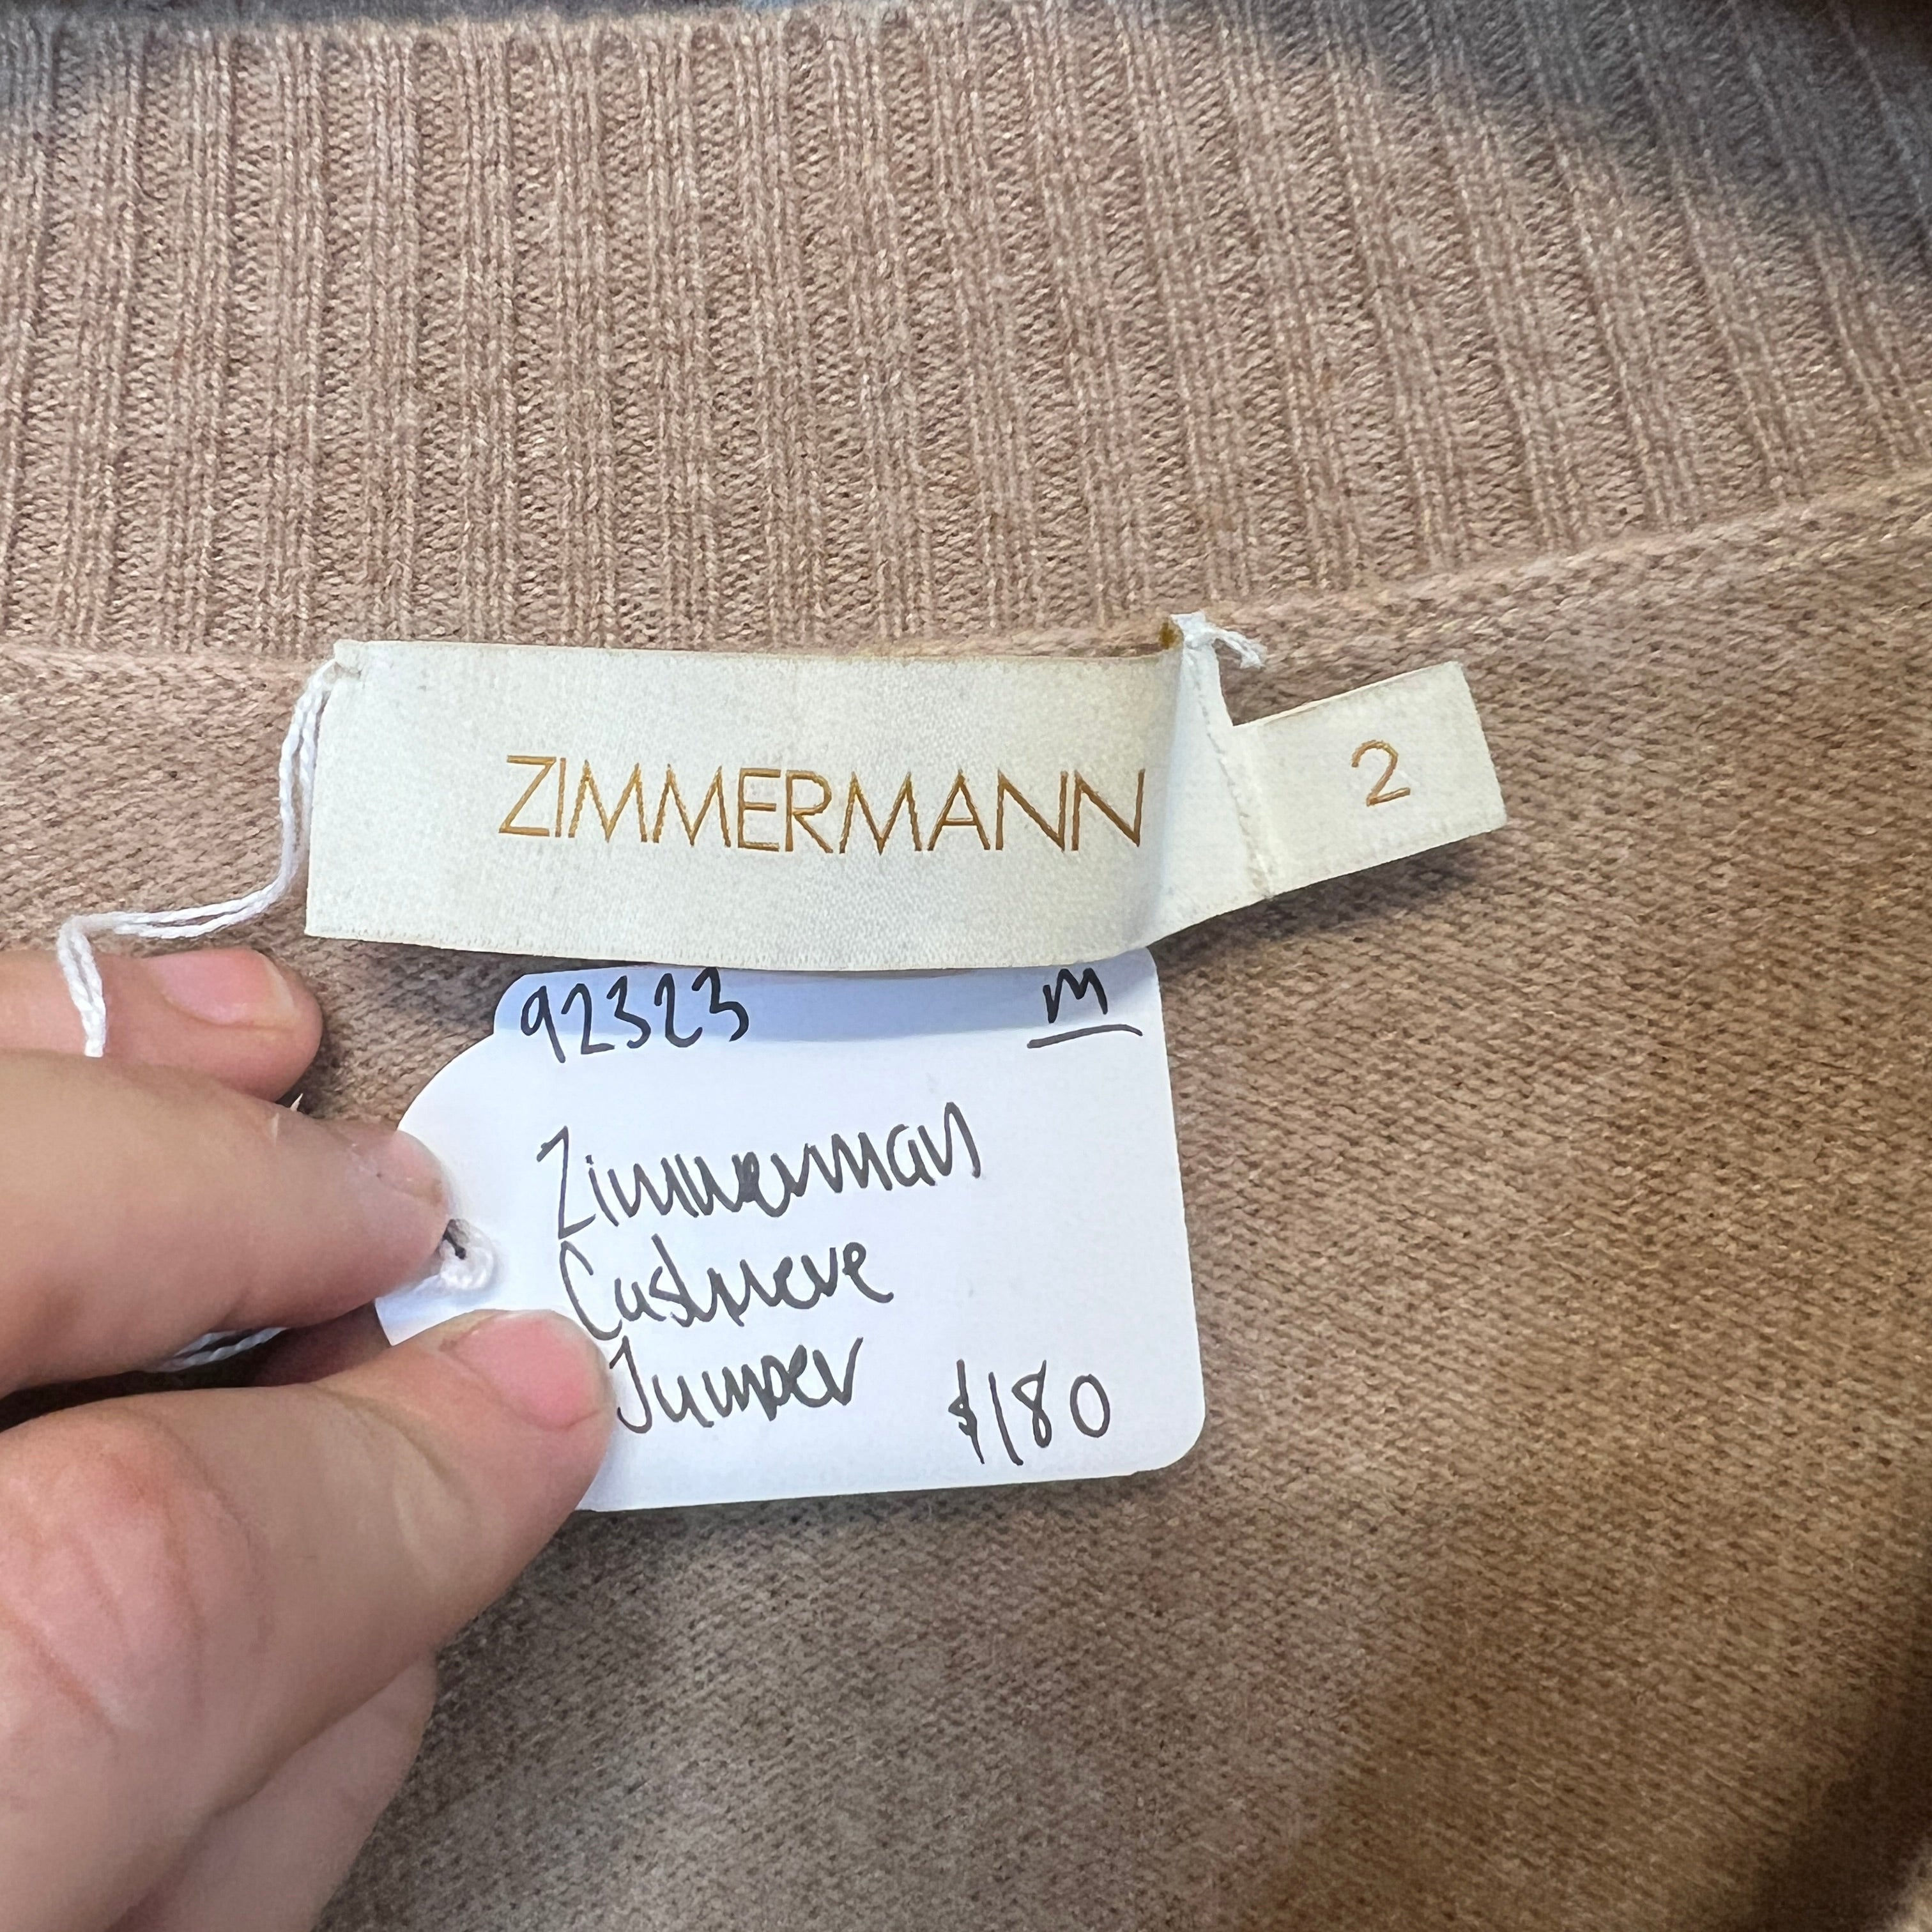 ZIMMERMANN
2
92323 M
Zimmerman
Cashmere
Jumper
$180